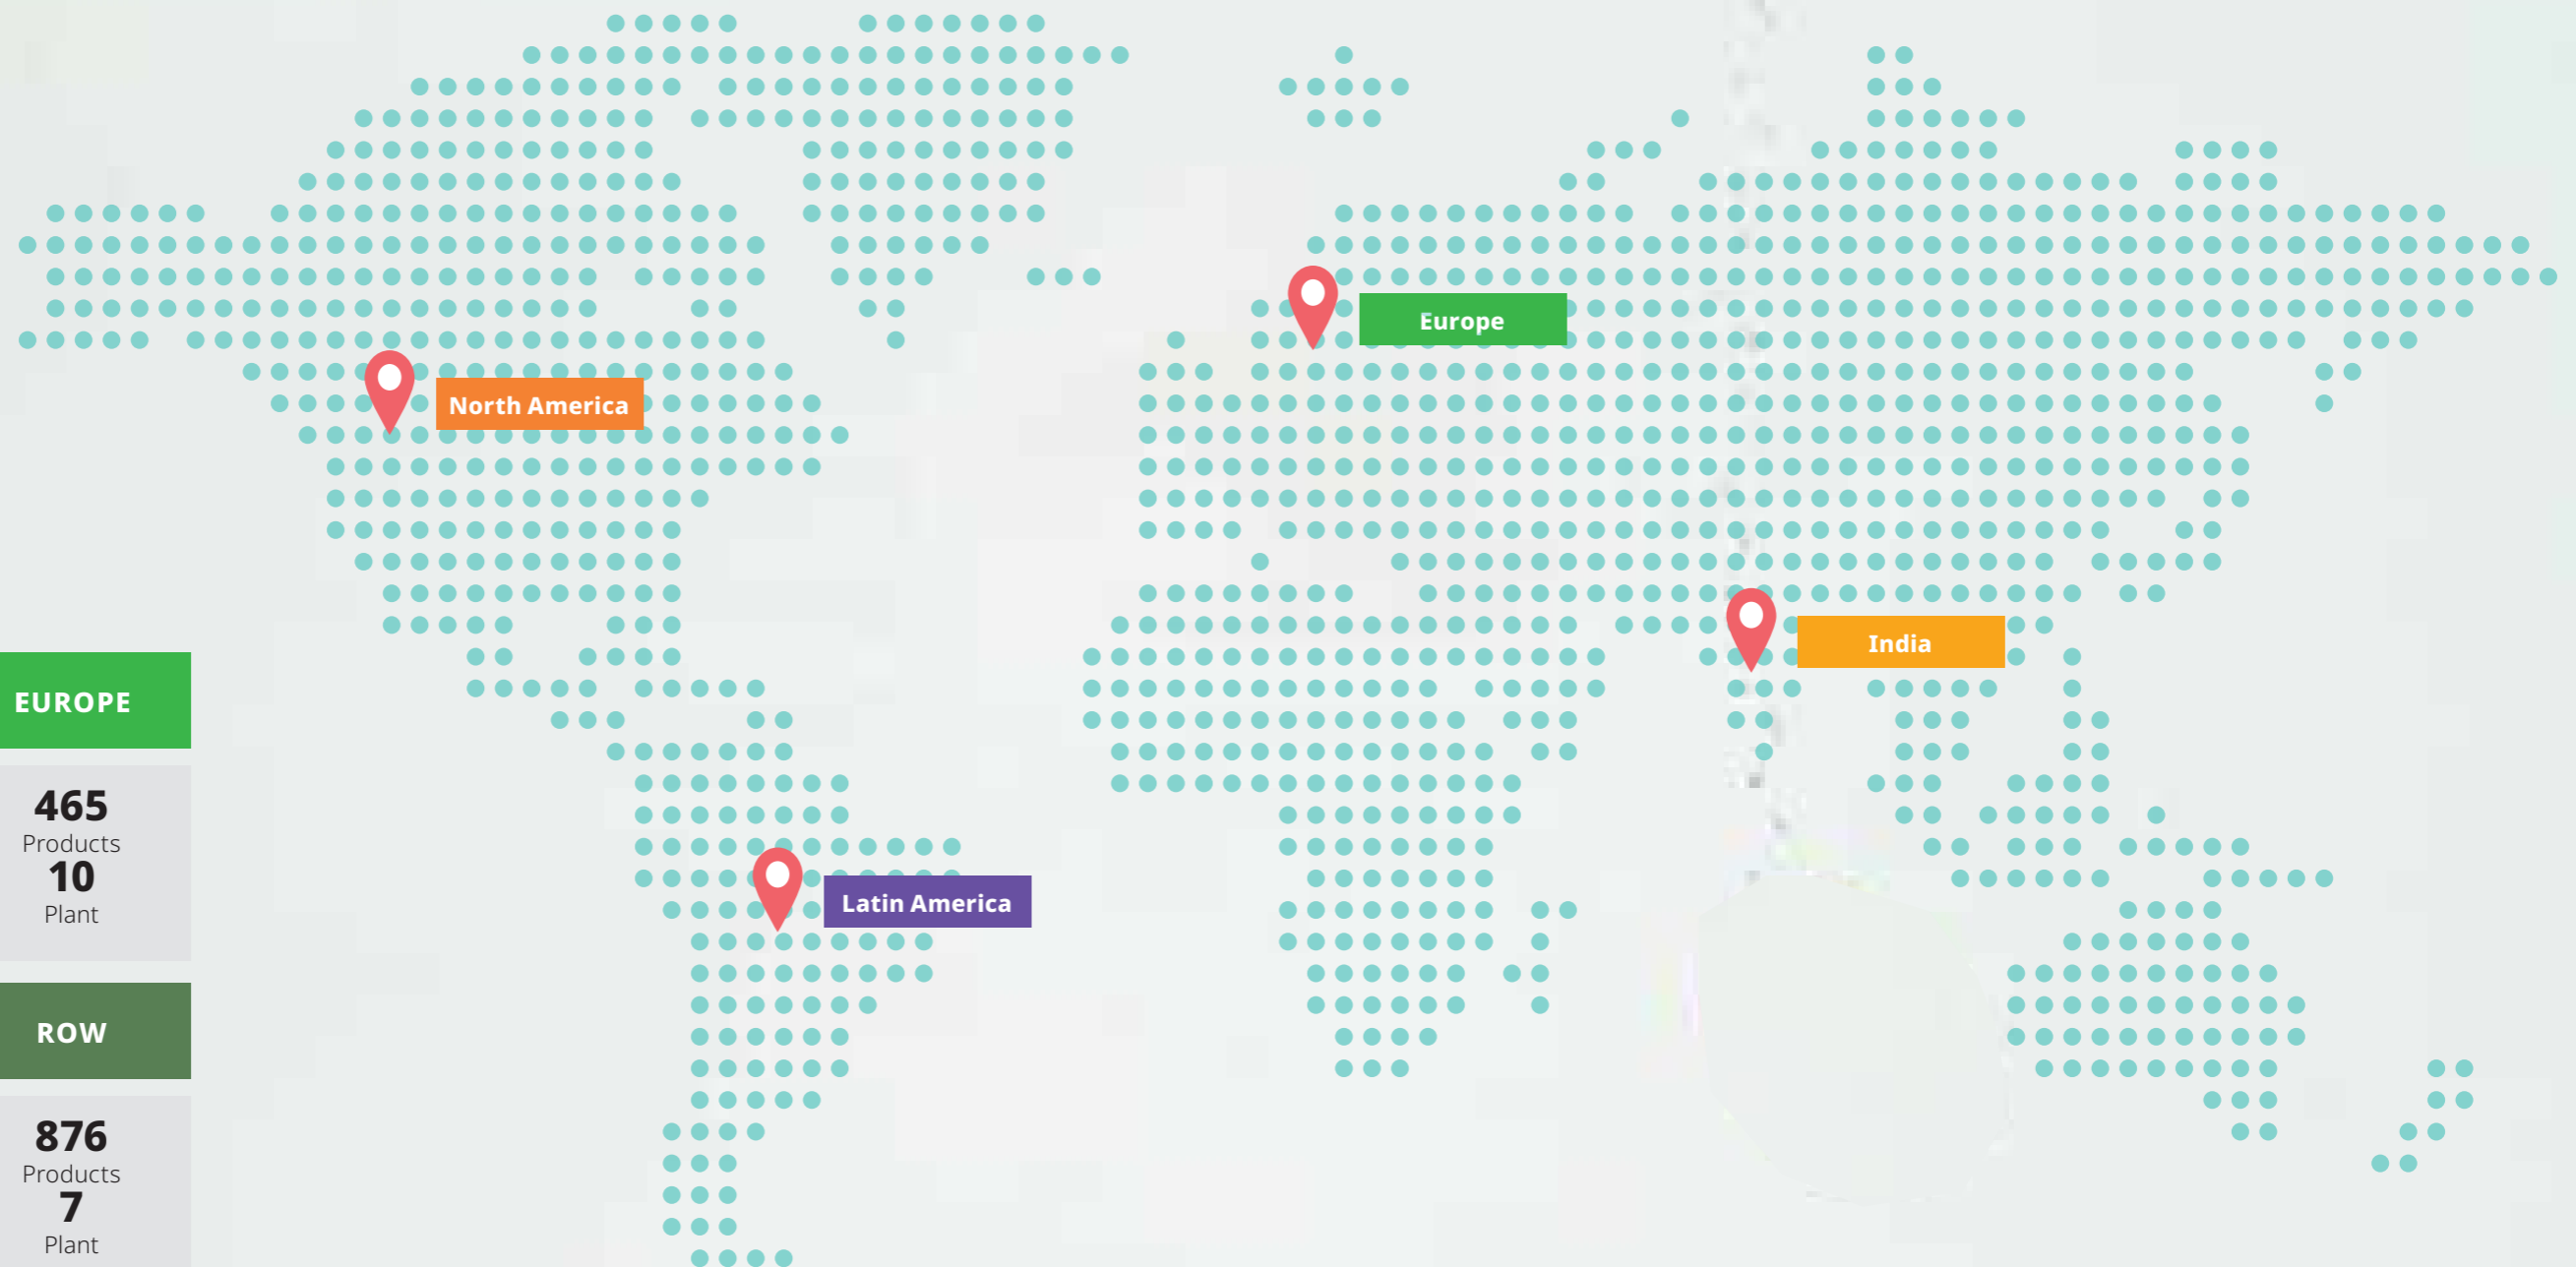 Europe
North America
India
Latin America
EUROPE
465
Products
10
Plant
ROW
876
Products
7
Plant